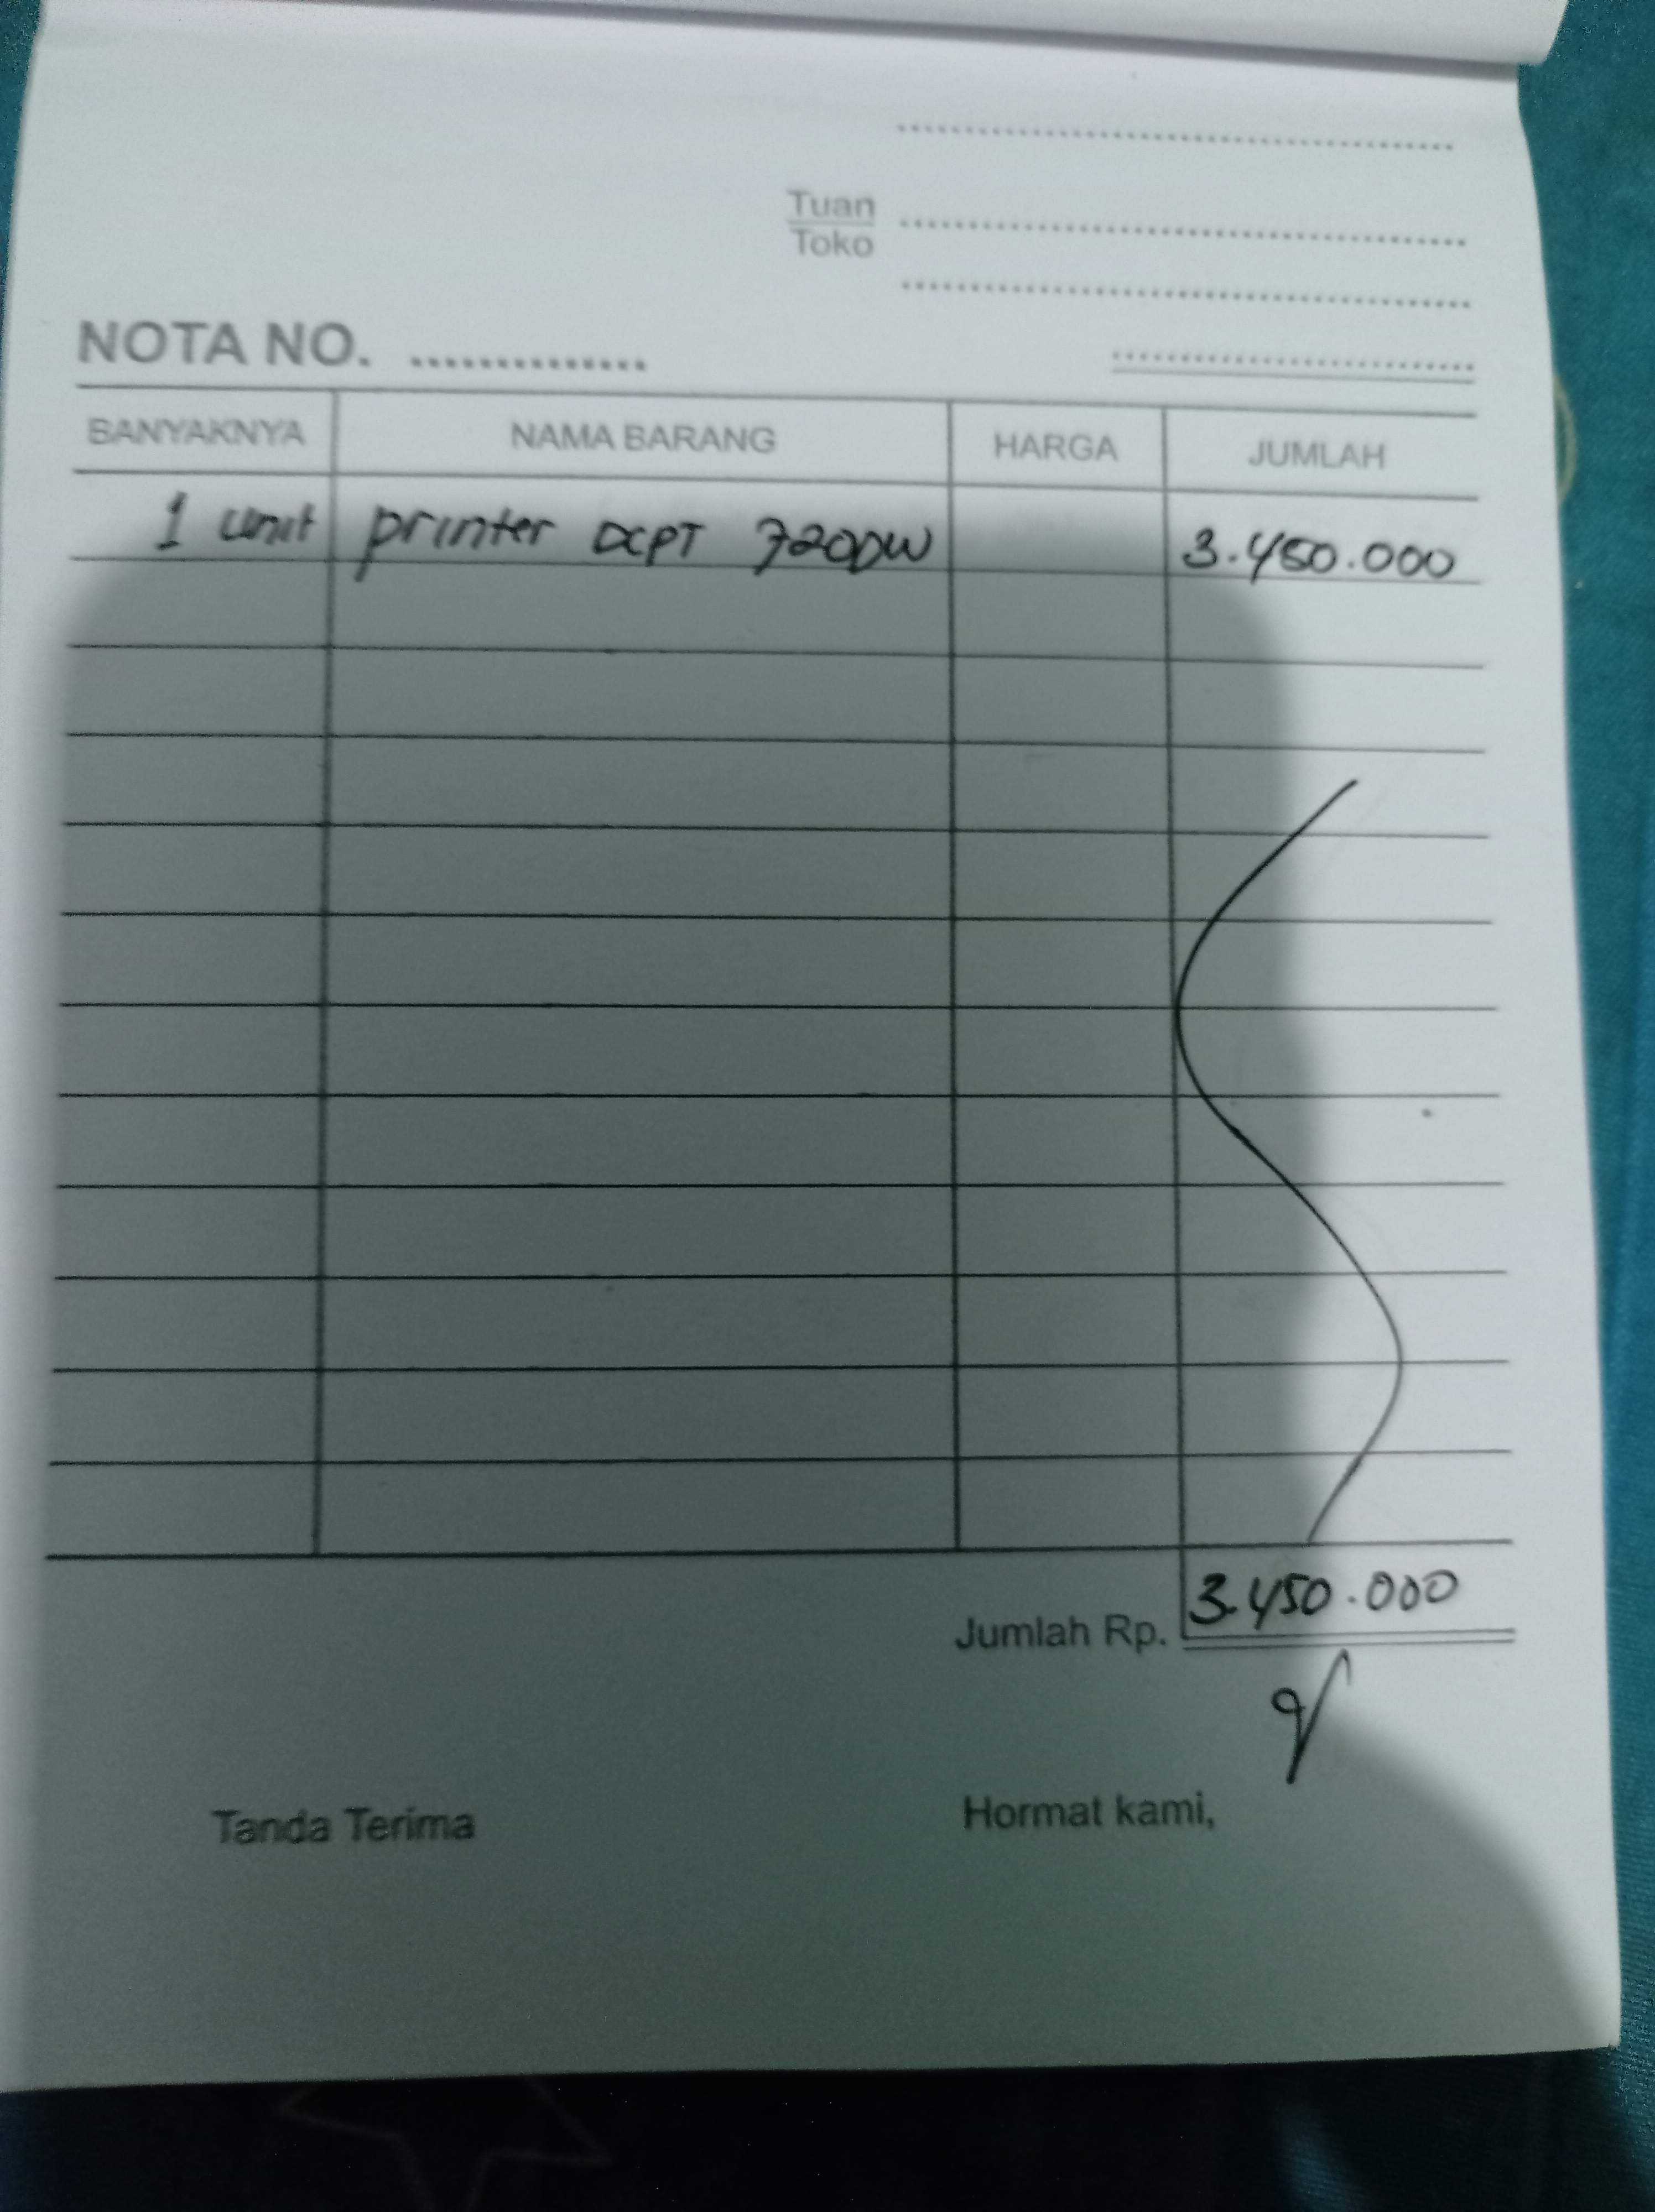 Tuan
Toko
NOTA NO. ..............
BANYAKNYA NAMA BARANG HARGA JUMLAH
1 unit printer DCPT 720DW 3.450.000
Jumlah Rp. 3.450.000
Tanda Terima Hormat kami,